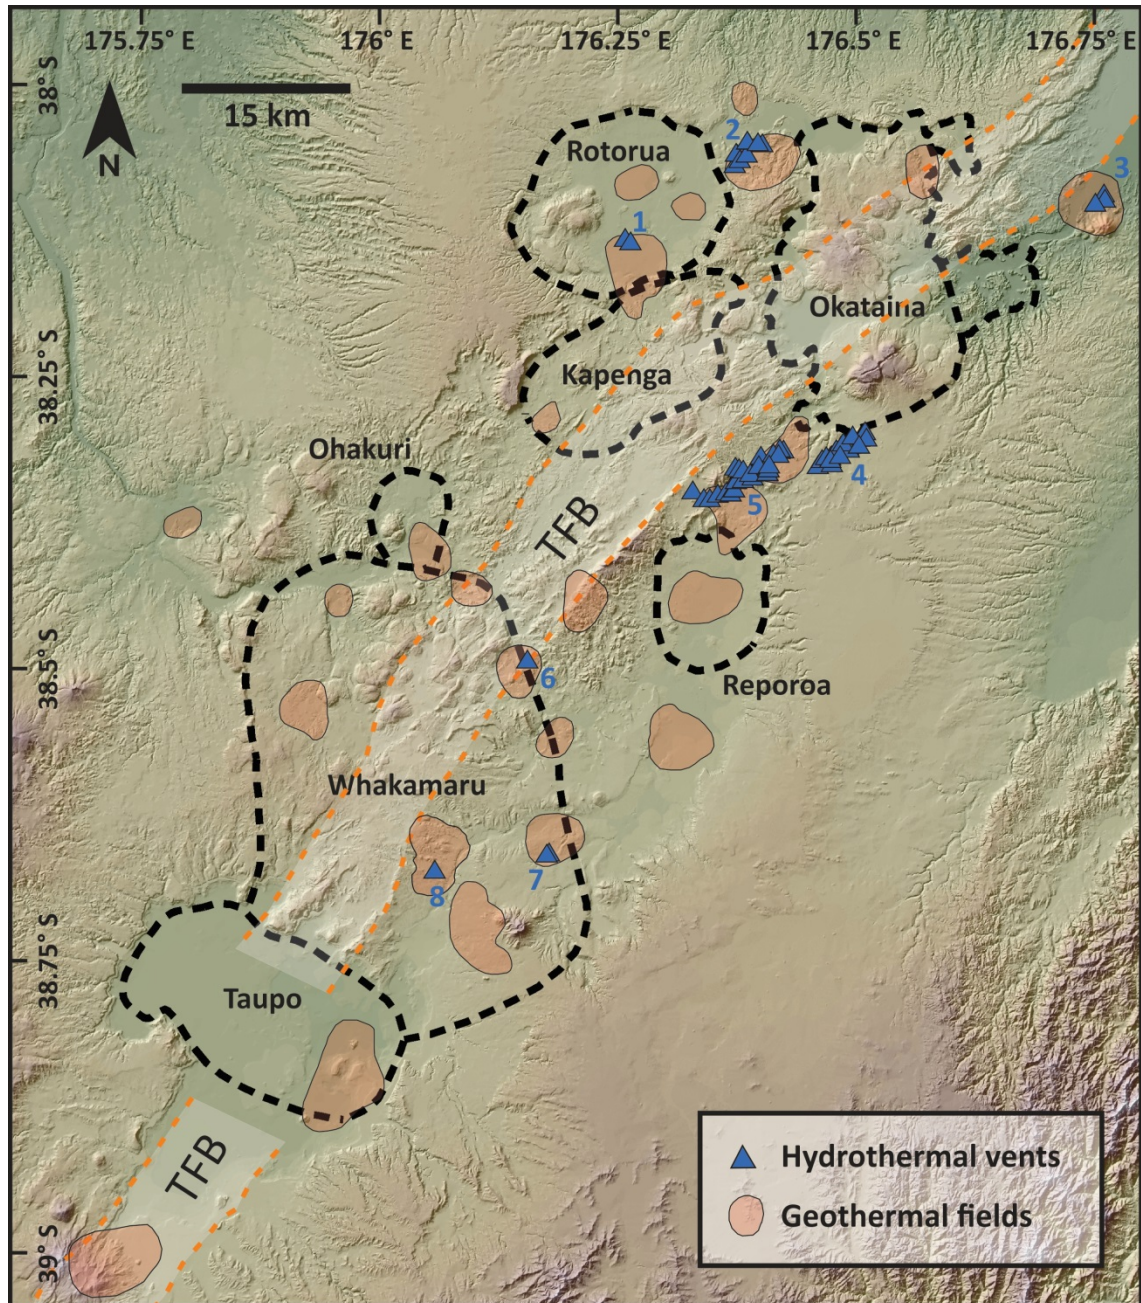 175.75° E
176° E
176.25° E
176.5° E
176.75° E
38° S
15 km
N
Rotorua
2
3
1
Okataina
38.25° S
Kapenga
Ohakuri
4
5
TFB
38.5° S
6
Reporoa
Whakamaru
8
7
38.75° S
Taupo
TFB
Hydrothermal vents
Geothermal fields
39° S